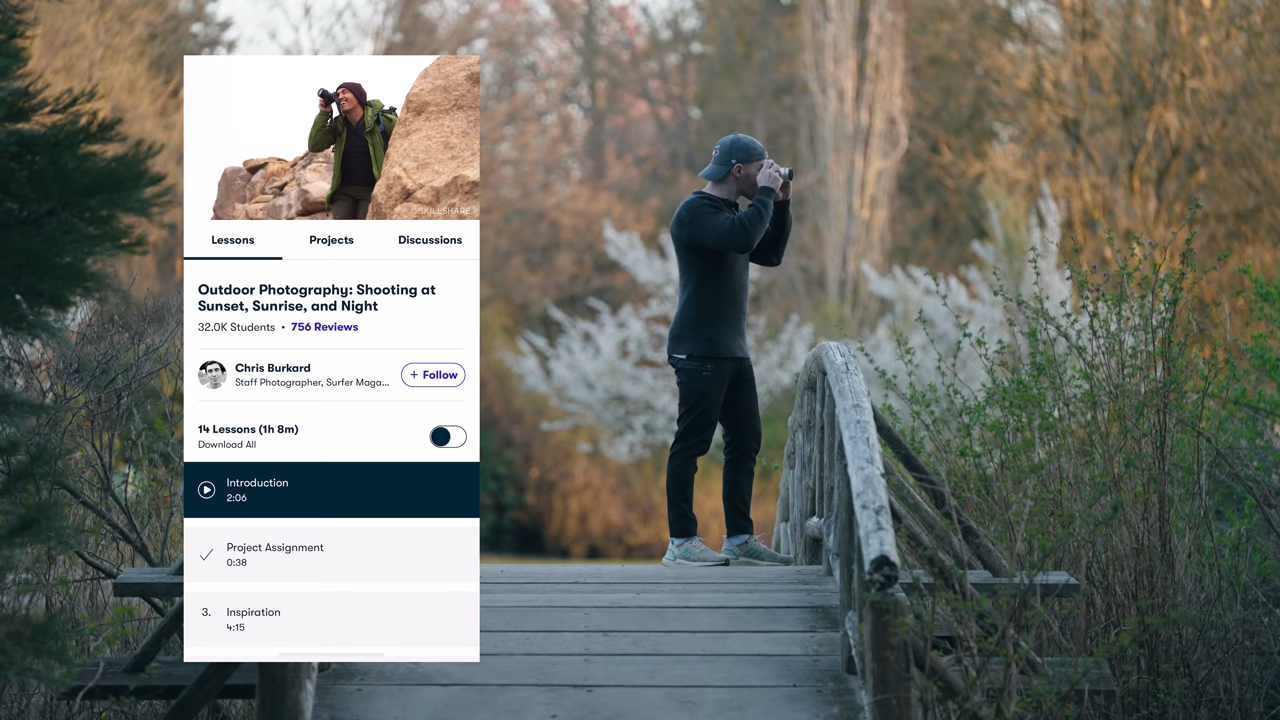 SKILLSHARE
Lessons Projects Discussions
Outdoor Photography: Shooting at
Sunset, Sunrise, and Night
32.0K Students • 756 Reviews
Chris Burkard
Staff Photographer, Surfer Maga...
+ Follow
14 Lessons (1h 8m)
Download All
Introduction
2:06
Project Assignment
0:38
3. Inspiration
4:15